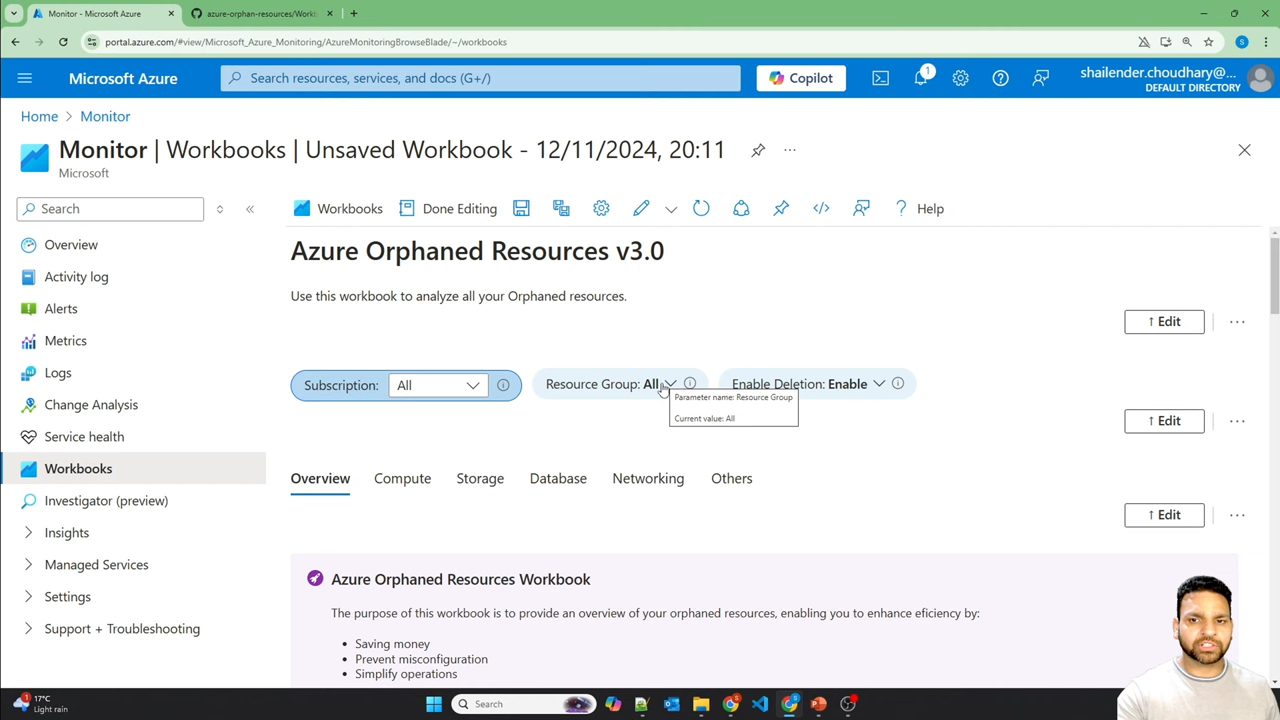 Monitor - Microsoft Azure
azure-orphan-resources/Workb
portal.azure.com/#view/Microsoft_Azure_Monitoring/AzureMonitoringBrowseBlade/~/workbooks
Microsoft Azure
Search resources, services, and docs (G+/)
Copilot
1
shailender.choudhary@...
DEFAULT DIRECTORY
Home > Monitor
Monitor | Workbooks | Unsaved Workbook - 12/11/2024, 20:11
Microsoft
Search
Workbooks
Done Editing
Help
Overview
Activity log
Alerts
Metrics
Logs
Change Analysis
Service health
Workbooks
Investigator (preview)
Insights
Managed Services
Settings
Support + Troubleshooting
Azure Orphaned Resources v3.0
Use this workbook to analyze all your Orphaned resources.
↑ Edit
Subscription: All
Resource Group: All
Enable Deletion: Enable
Parameter name: Resource Group
Current value: All
↑ Edit
Overview Compute Storage Database Networking Others
↑ Edit
Azure Orphaned Resources Workbook
The purpose of this workbook is to provide an overview of your orphaned resources, enabling you to enhance eficiency by:
• Saving money
• Prevent misconfiguration
• Simplify operations
1
17°C
Light rain
Search